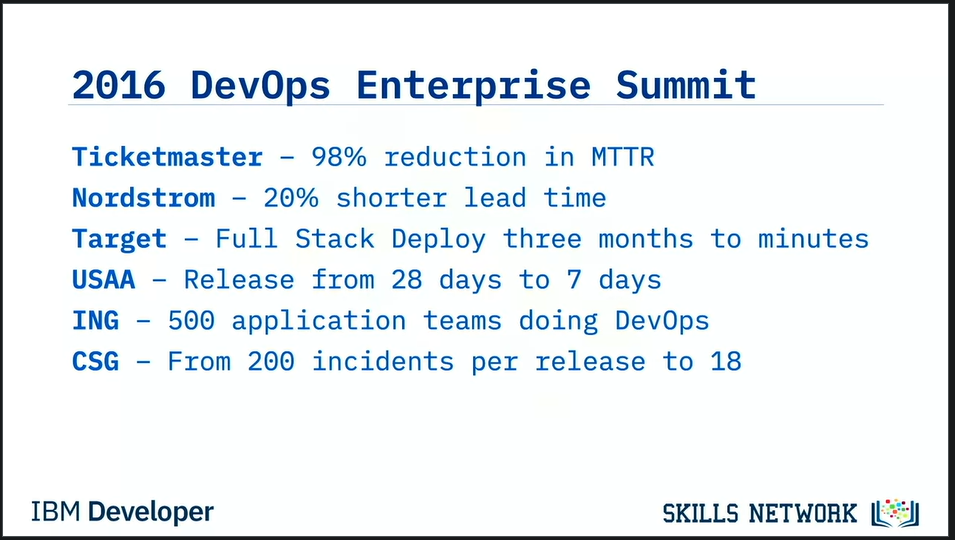 2016 DevOps Enterprise Summit
Ticketmaster – 98% reduction in MTTR
Nordstrom – 20% shorter lead time
Target – Full Stack Deploy three months to minutes
USAA – Release from 28 days to 7 days
ING – 500 application teams doing DevOps
CSG – From 200 incidents per release to 18
IBM Developer
SKILLS NETWORK